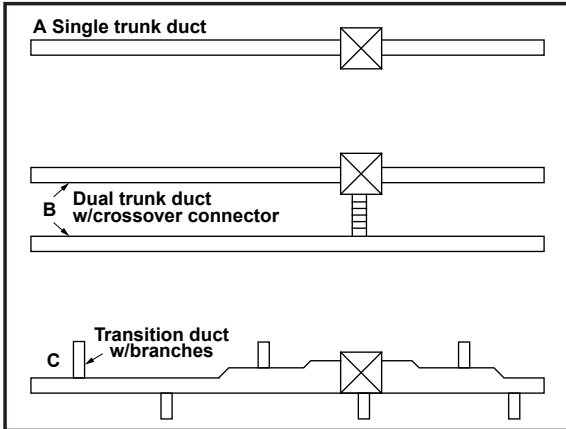 A Single trunk duct
B Dual trunk duct
w/crossover connector
C Transition duct
w/branches